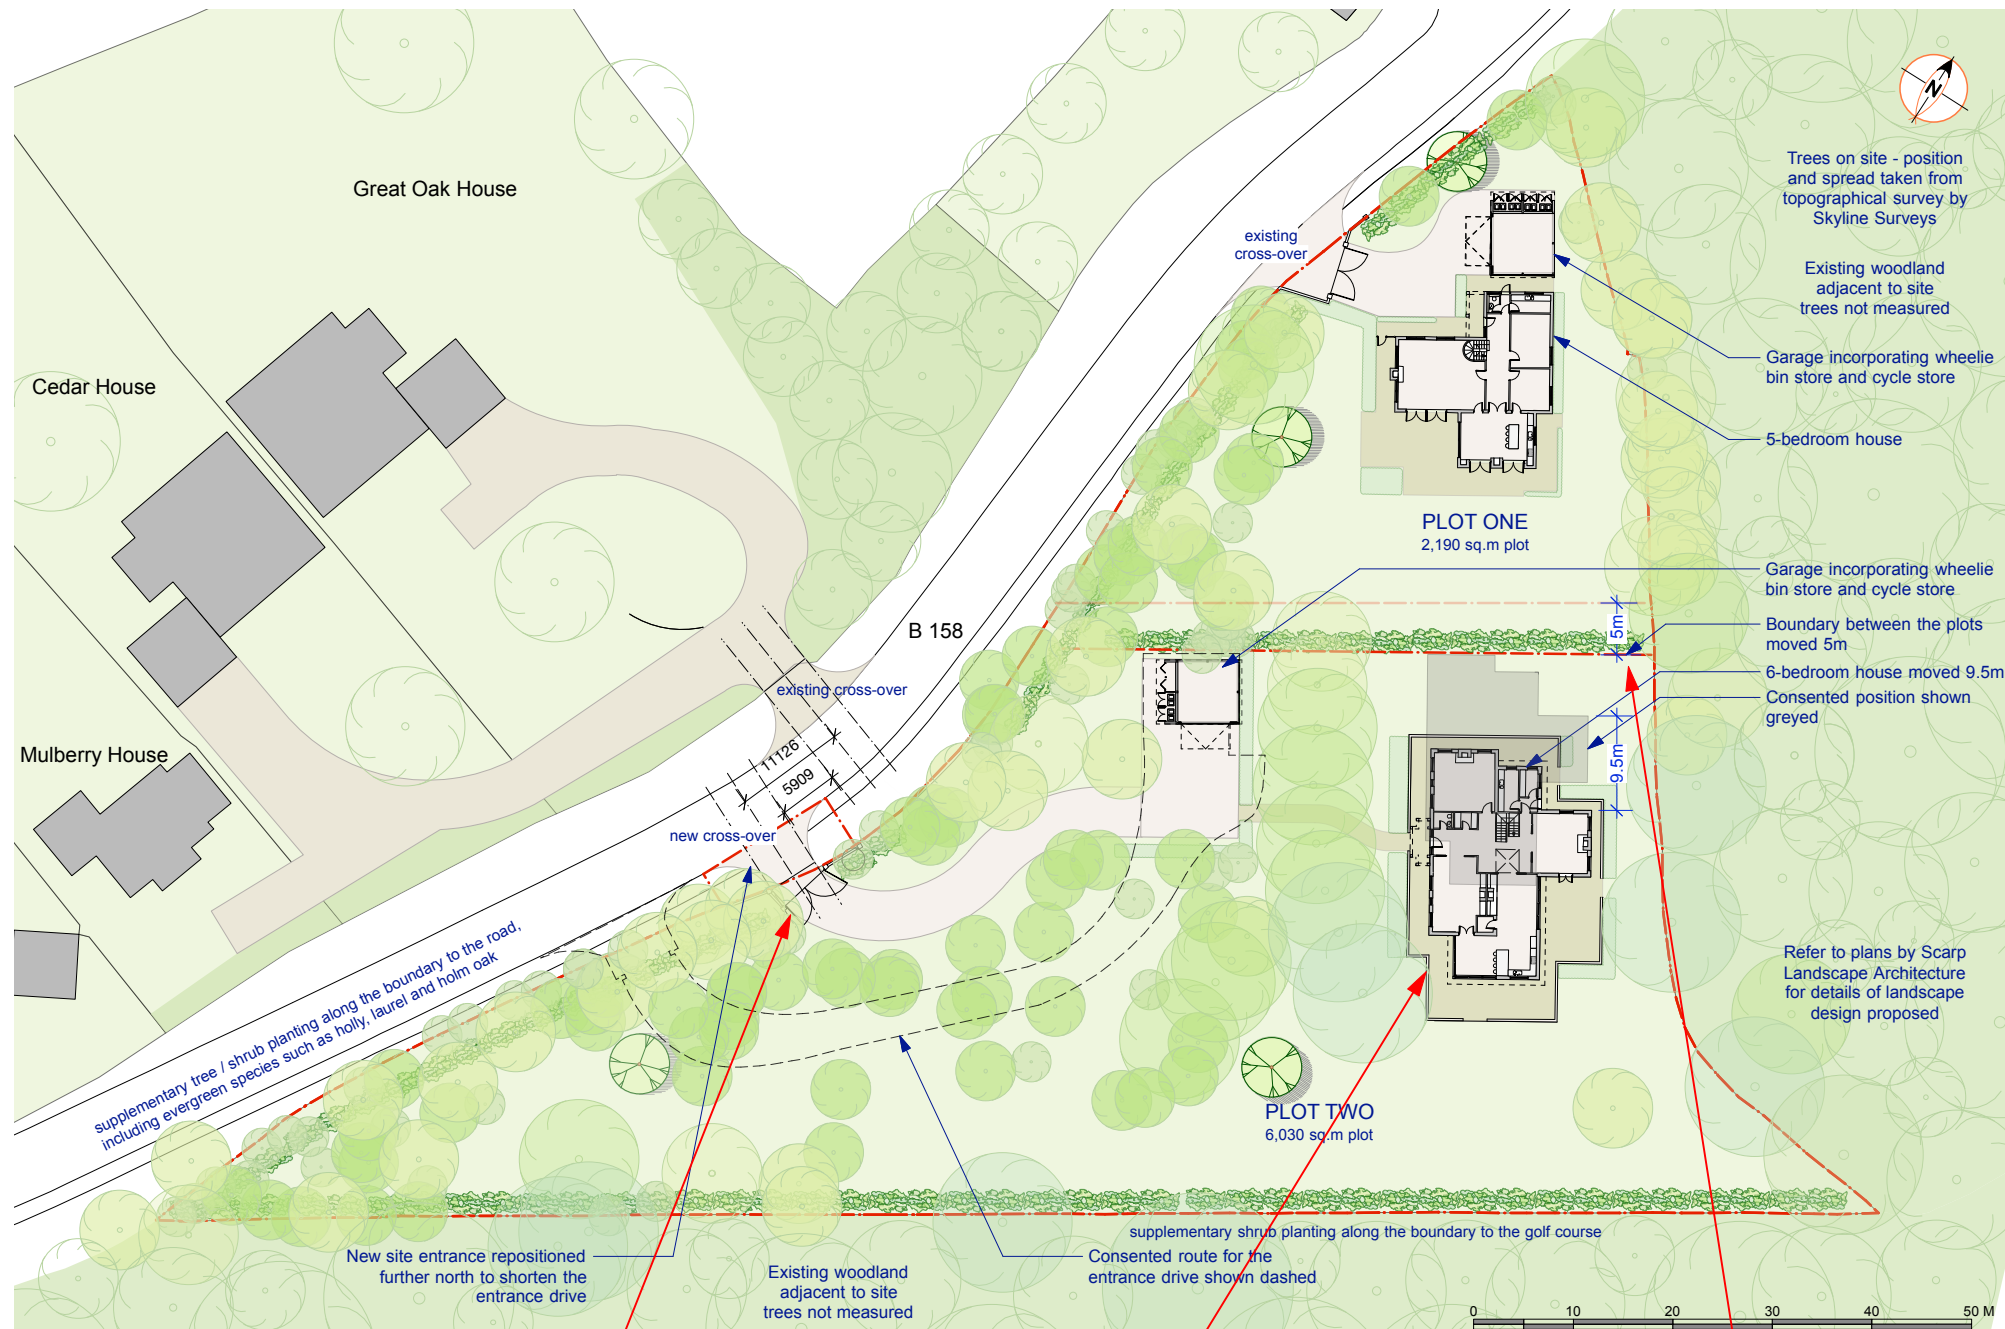 Great Oak House
Cedar House
Mulberry House
B 158
existing
cross-over
N
Trees on site - position
and spread taken from
topographical survey by
Skyline Surveys
Existing woodland
adjacent to site
trees not measured
Garage incorporating wheelie
bin store and cycle store
5-bedroom house
PLOT ONE
2,190 sq.m plot
Garage incorporating wheelie
bin store and cycle store
Boundary between the plots
moved 5m
6-bedroom house moved 9.5m
Consented position shown
greyed
5m
9.5m
existing cross-over
11126
5909
new cross-over
supplementary tree / shrub planting along the boundary to the road,
including evergreen species such as holly, laurel and holm oak
Refer to plans by Scarp
Landscape Architecture
for details of landscape
design proposed
PLOT TWO
6,030 sq.m plot
supplementary shrub planting along the boundary to the golf course
New site entrance repositioned
further north to shorten the
entrance drive
Existing woodland
adjacent to site
trees not measured
Consented route for the
entrance drive shown dashed
0 10 20 30 40 50 M